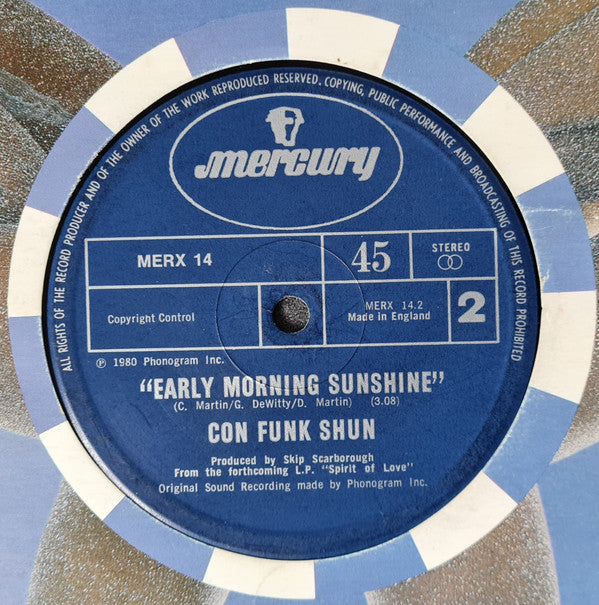 ALL RIGHTS OF THE RECORD PRODUCER AND OF THE OWNER OF THE WORK REPRODUCED RESERVED. COPYING, PUBLIC PERFORMANCE AND BROADCASTING OF THIS RECORD PROHIBITED
mercury
MERX 14
45
STEREO
Copyright Control
MERX 14.2
Made in England
2
℗ 1980 Phonogram Inc.
"EARLY MORNING SUNSHINE"
(C. Martin/G. DeWitty/D. Martin) (3.08)
CON FUNK SHUN
Produced by Skip Scarborough
From the forthcoming L.P. "Spirit of Love"
Original Sound Recording made by Phonogram Inc.